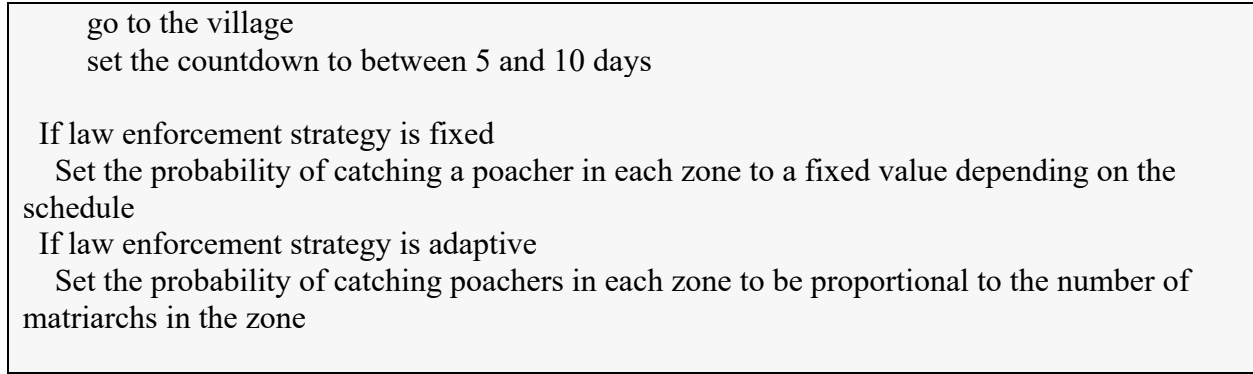 go to the village
set the countdown to between 5 and 10 days
If law enforcement strategy is fixed
Set the probability of catching a poacher in each zone to a fixed value depending on the
schedule
If law enforcement strategy is adaptive
Set the probability of catching poachers in each zone to be proportional to the number of
matriarchs in the zone